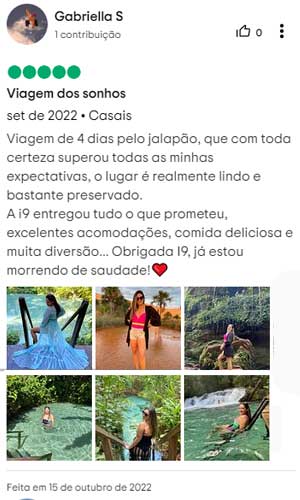 Gabriella S
1 contribuição
0
Viagem dos sonhos
set de 2022 • Casais
Viagem de 4 dias pelo jalapão, que com toda
certeza superou todas as minhas
expectativas, o lugar é realmente lindo e
bastante preservado.
A i9 entregou tudo o que prometeu,
excelentes acomodações, comida deliciosa e
muita diversão... Obrigada I9, já estou
morrendo de saudade!❤️
Feita em 15 de outubro de 2022